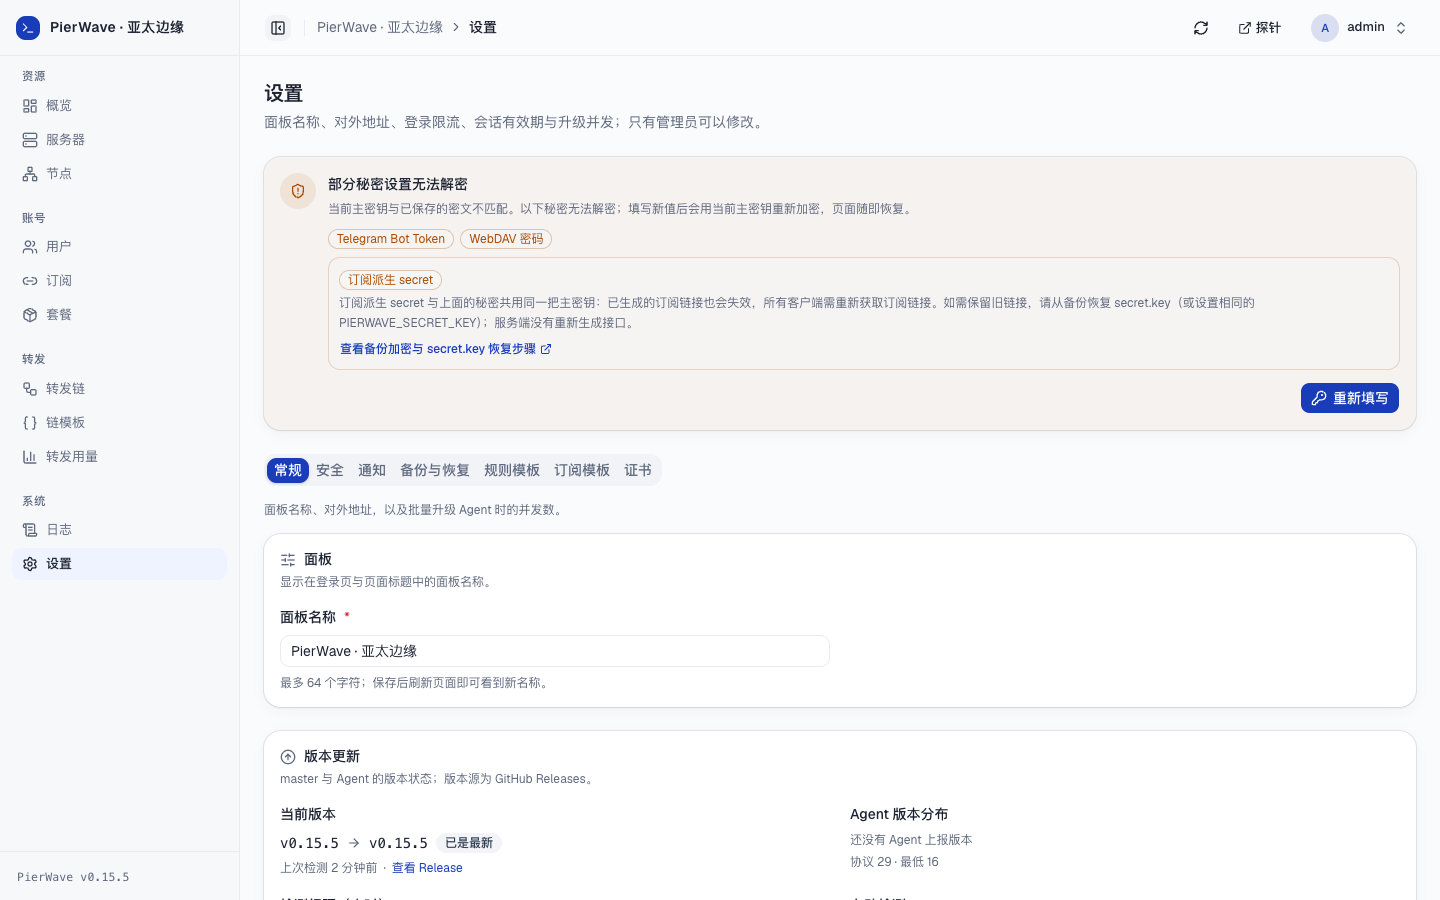 PierWave · 亚太边缘
资源
概览
服务器
节点
账号
用户
订阅
套餐
转发
转发链
链模板
转发用量
系统
日志
设置
PierWave v0.15.5
PierWave · 亚太边缘 > 设置
探针
A admin
设置
面板名称、对外地址、登录限流、会话有效期与升级并发；只有管理员可以修改。
部分秘密设置无法解密
当前主密钥与已保存的密文不匹配。以下秘密无法解密；填写新值后会用当前主密钥重新加密，页面随即恢复。
Telegram Bot Token WebDAV 密码
订阅派生 secret
订阅派生 secret 与上面的秘密共用同一把主密钥：已生成的订阅链接也会失效，所有客户端需重新获取订阅链接。如需保留旧链接，请从备份恢复 secret.key（或设置相同的
PIERWAVE_SECRET_KEY）；服务端没有重新生成接口。
查看备份加密与 secret.key 恢复步骤
重新填写
常规 安全 通知 备份与恢复 规则模板 订阅模板 证书
面板名称、对外地址，以及批量升级 Agent 时的并发数。
面板
显示在登录页与页面标题中的面板名称。
面板名称 *
PierWave · 亚太边缘
最多 64 个字符；保存后刷新页面即可看到新名称。
版本更新
master 与 Agent 的版本状态；版本源为 GitHub Releases。
当前版本
v0.15.5 → v0.15.5 已是最新
上次检测 2 分钟前 · 查看 Release
Agent 版本分布
还没有 Agent 上报版本
协议 29 · 最低 16